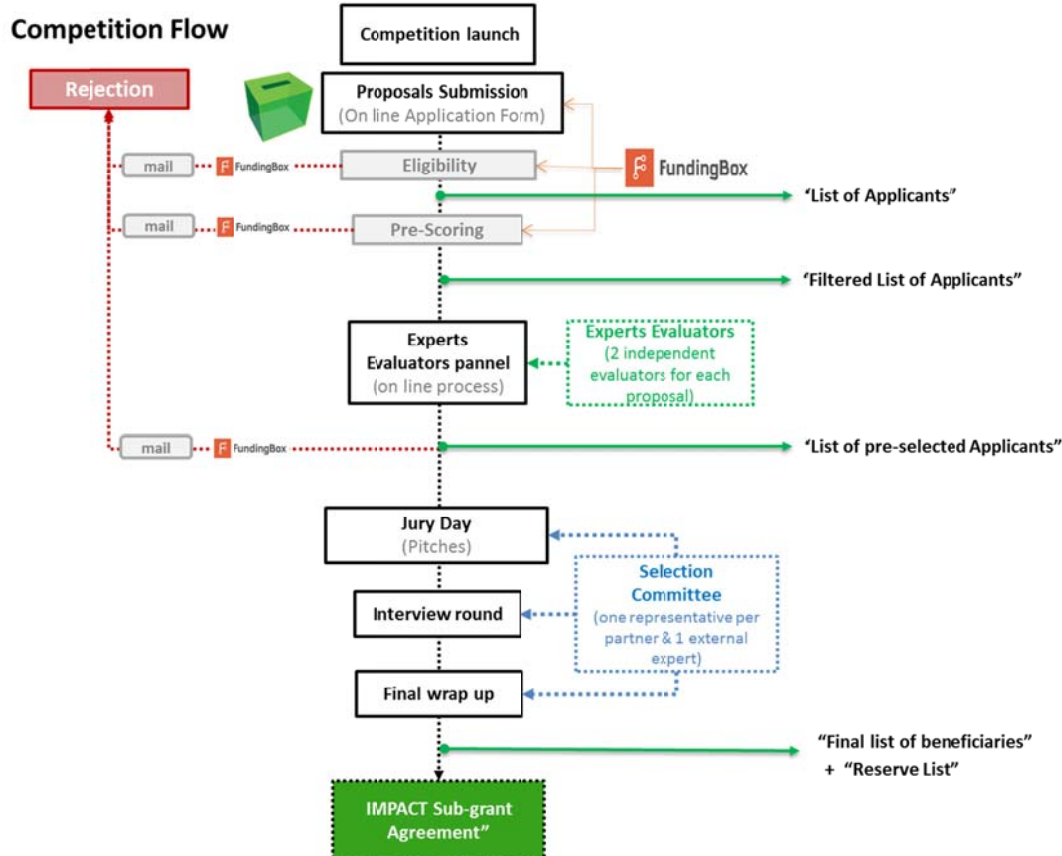 Competition Flow
Competition launch
Rejection
Proposals Submission
(On line Application Form)
mail
FundingBox
Eligibility
FundingBox
“List of Applicants”
mail
FundingBox
Pre-Scoring
“Filtered List of Applicants”
Experts
Evaluators pannel
(on line process)
Experts Evaluators
(2 independent
evaluators for each
proposal)
mail
FundingBox
“List of pre-selected Applicants”
Jury Day
(Pitches)
Selection
Committee
(one representative per
partner & 1 external
expert)
Interview round
Final wrap up
“Final list of beneficiaries”
+ “Reserve List”
IMPACT Sub-grant
Agreement”